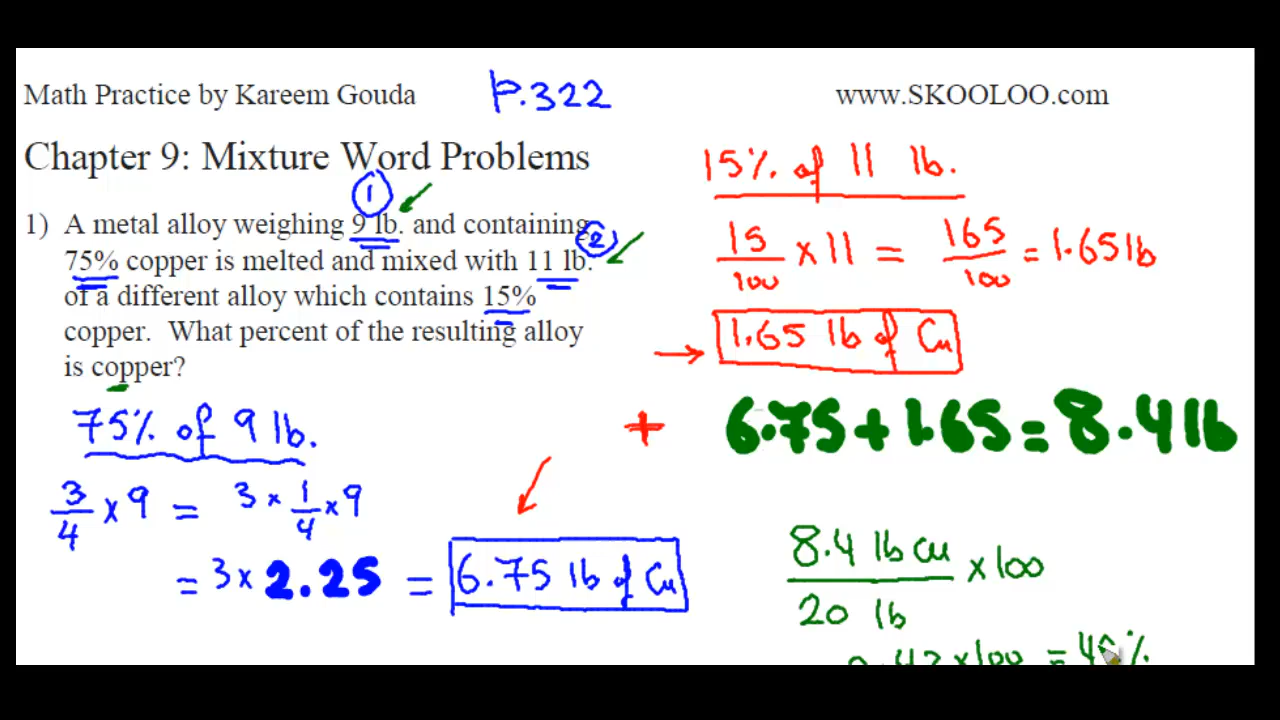 Math Practice by Kareem Gouda
P.322
www.SKOOLOO.com
Chapter 9: Mixture Word Problems
1
1) A metal alloy weighing 9 lb. and containing
2
75% copper is melted and mixed with 11 lb.
of a different alloy which contains 15%
copper. What percent of the resulting alloy
is copper?
75% of 9 lb.
3/4 × 9 = 3 × 1/4 × 9
= 3 × 2.25 = 6.75 lb of Cu
15% of 11 lb.
15/100 × 11 = 165/100 = 1.65 lb
→ 1.65 lb of Cu
+
6.75 + 1.65 = 8.4 lb
8.4 lb Cu / 20 lb × 100
0.42 × 100 = 4 %